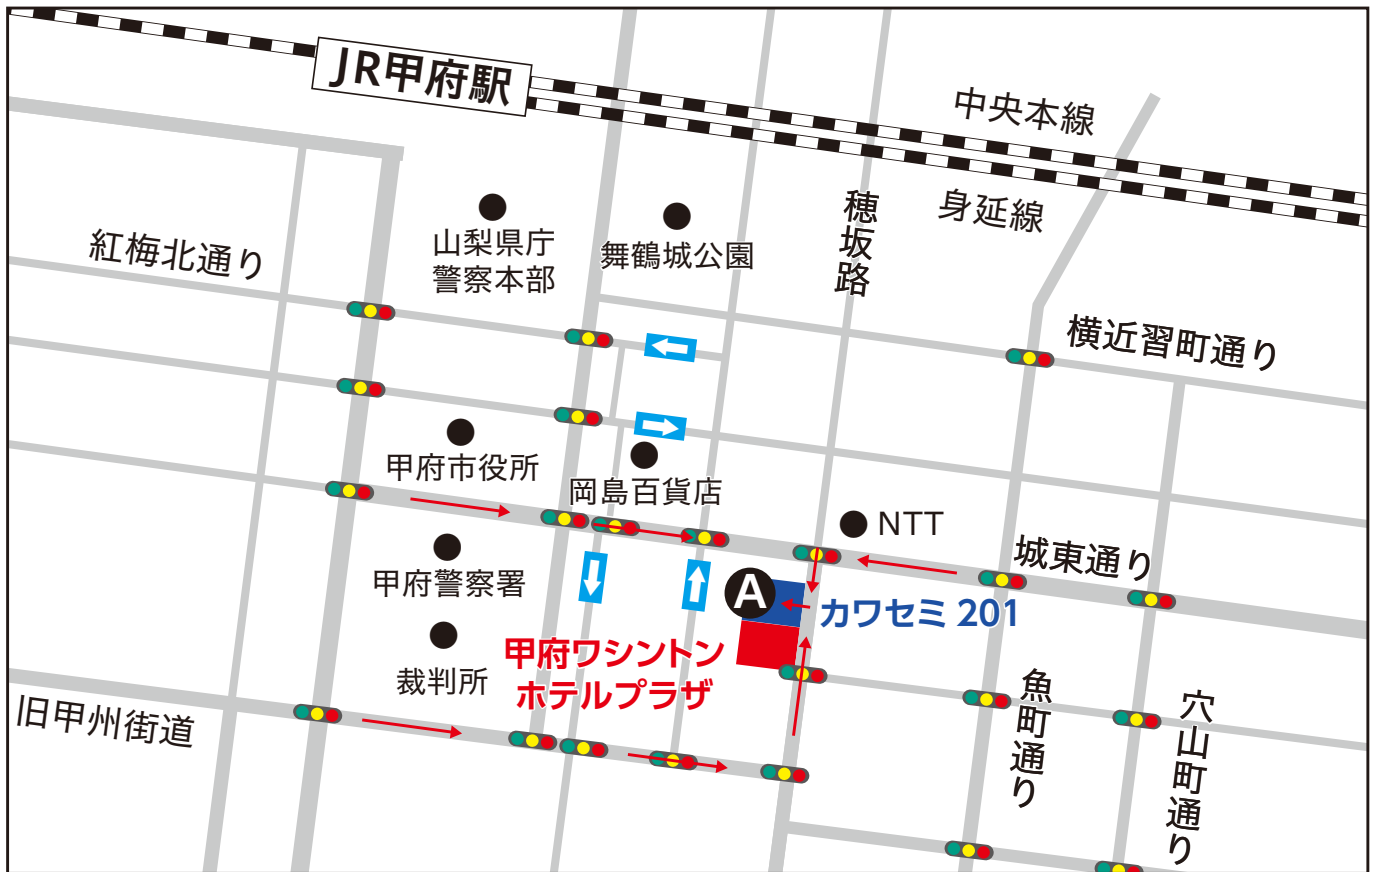 JR甲府駅
中央本線
身延線
穂坂路
山梨県庁
警察本部
舞鶴城公園
紅梅北通り
横近習町通り
甲府市役所
岡島百貨店
NTT
城東通り
甲府警察署
A
カワセミ 201
裁判所
甲府ワシントン
ホテルプラザ
旧甲州街道
魚町通り
穴山町通り